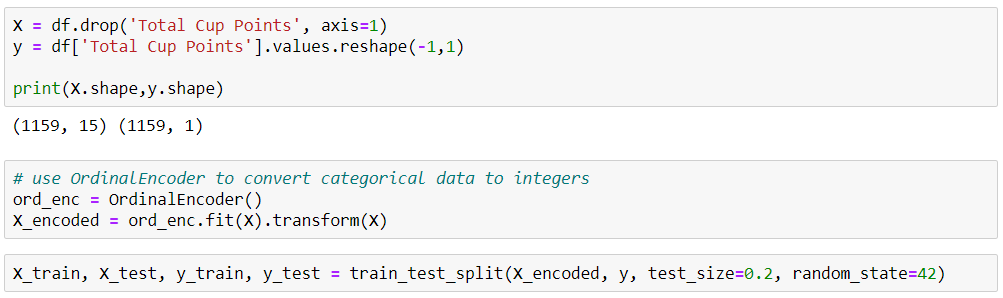 X = df.drop('Total Cup Points', axis=1)
y = df['Total Cup Points'].values.reshape(-1,1)
print(X.shape,y.shape)
(1159, 15) (1159, 1)
# use OrdinalEncoder to convert categorical data to integers
ord_enc = OrdinalEncoder()
X_encoded = ord_enc.fit(X).transform(X)
X_train, X_test, y_train, y_test = train_test_split(X_encoded, y, test_size=0.2, random_state=42)